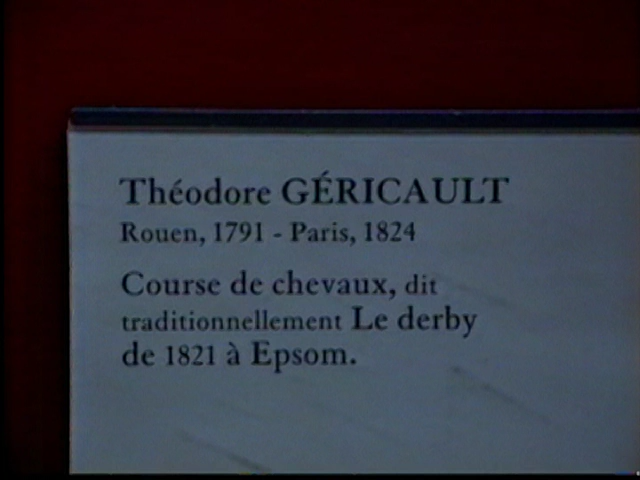 Théodore GÉRICAULT
Rouen, 1791 - Paris, 1824
Course de chevaux, dit
traditionnellement Le derby
de 1821 à Epsom.